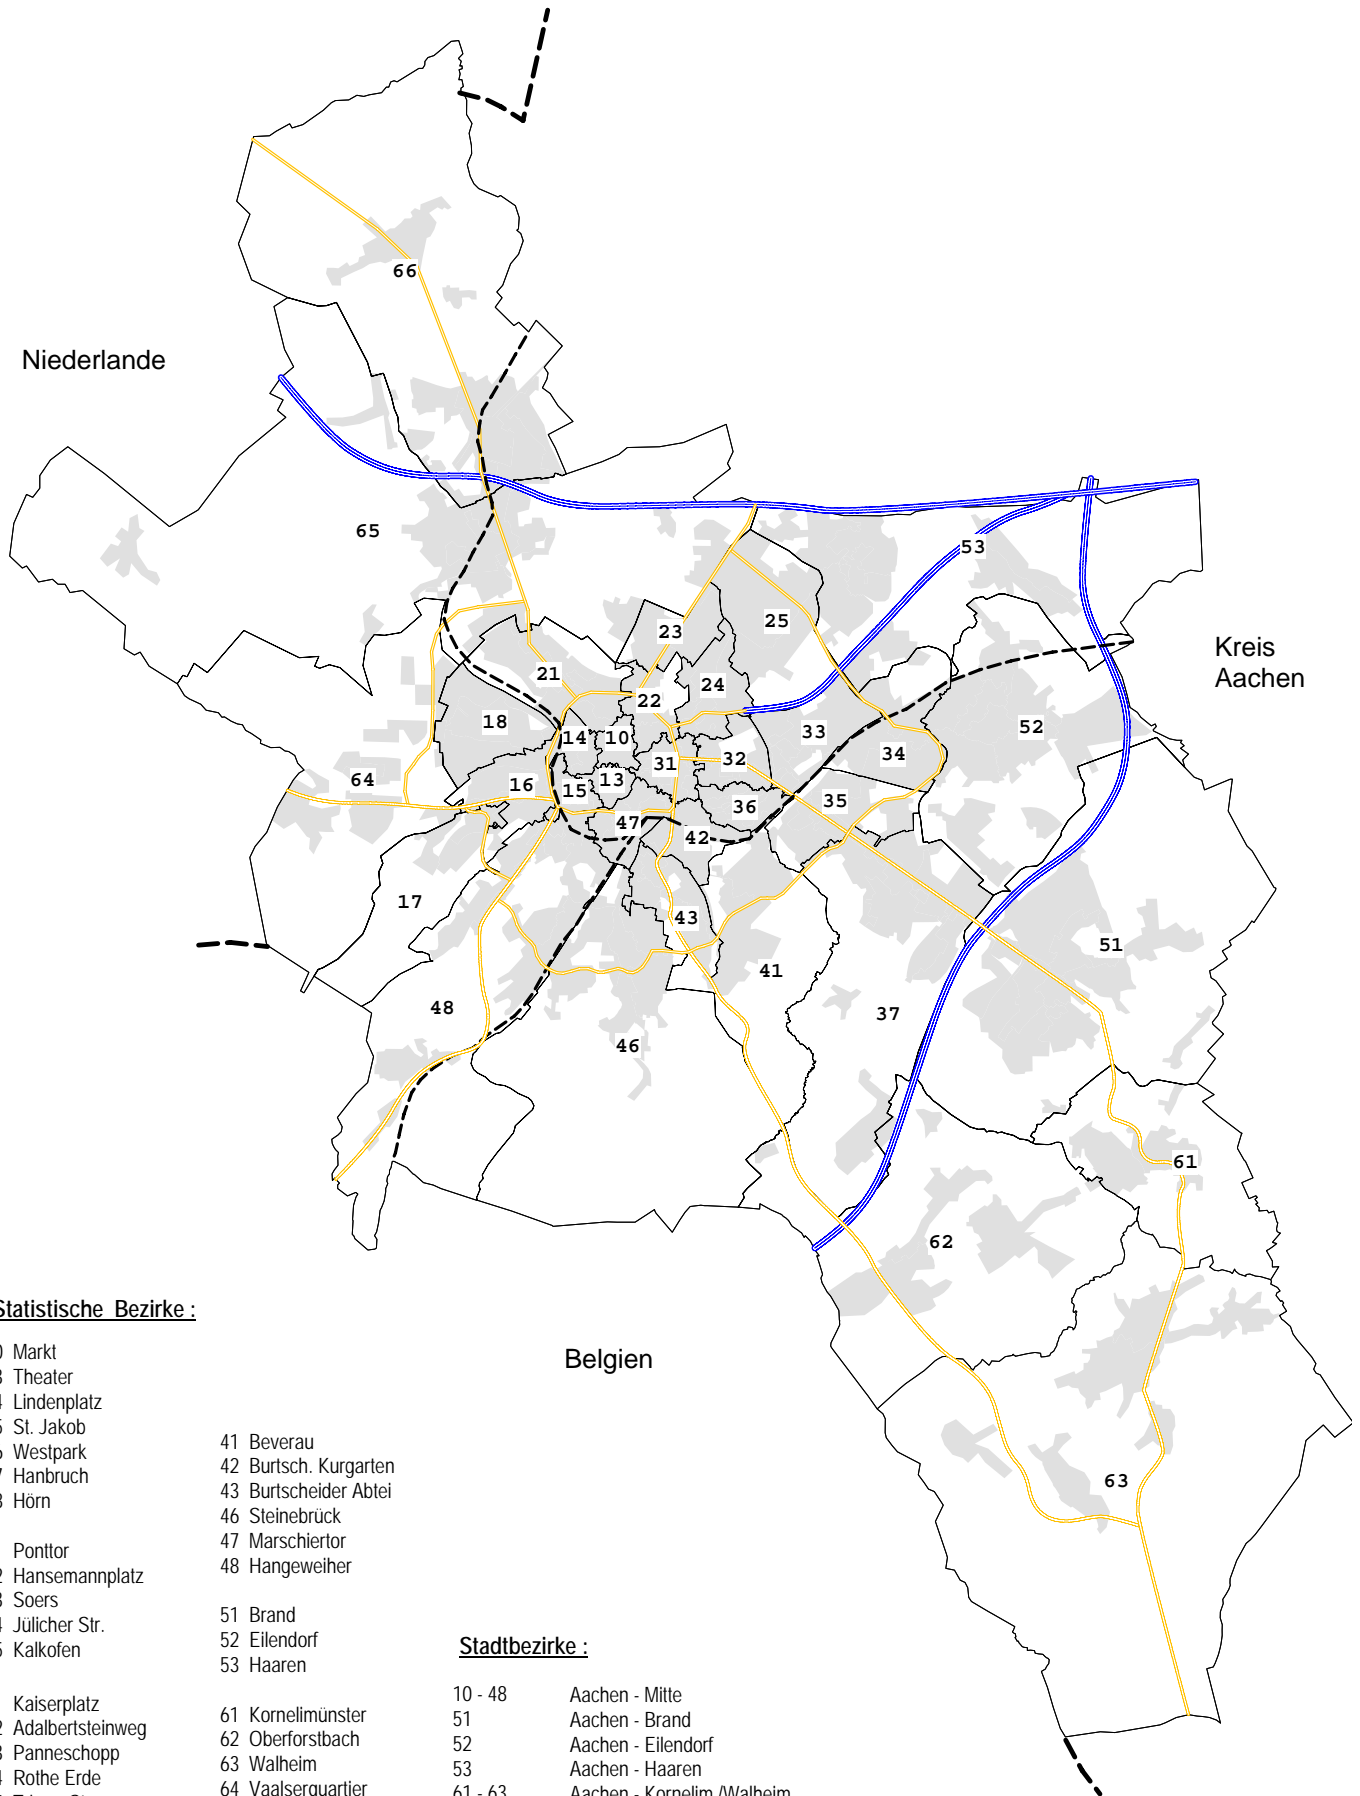 66
Niederlande
65
53
25
23
Kreis
Aachen
21
24
22
18
52
14
10
33
34
31
32
64
13
16
15
36
35
47
42
17
43
51
41
48
37
46
61
62
63
Belgien
Statistische Bezirke :
Markt
Theater
Lindenplatz
St. Jakob
Westpark
Hanbruch
Hörn
Ponttor
Hansemannplatz
Soers
Jülicher Str.
Kalkofen
Kaiserplatz
Adalbertsteinweg
Panneschopp
Rothe Erde
41 Beverau
42 Burtsch. Kurgarten
43 Burtscheider Abtei
46 Steinebrück
47 Marschiertor
48 Hangeweiher
51 Brand
52 Eilendorf
53 Haaren
61 Kornelimünster
62 Oberforstbach
63 Walheim
64 Vaalserquartier
Stadtbezirke :
10 - 48 Aachen - Mitte
51 Aachen - Brand
52 Aachen - Eilendorf
53 Aachen - Haaren
61 - 63 Aachen - Kornelim./Walheim